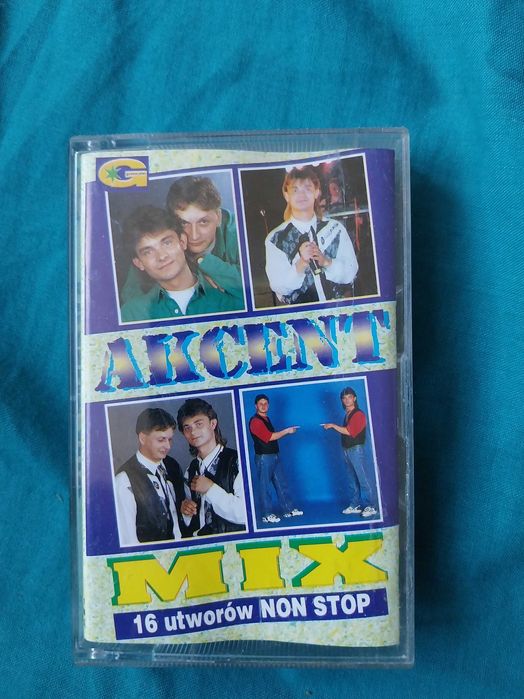 G
AKCENT
MIX
16 utworów NON STOP